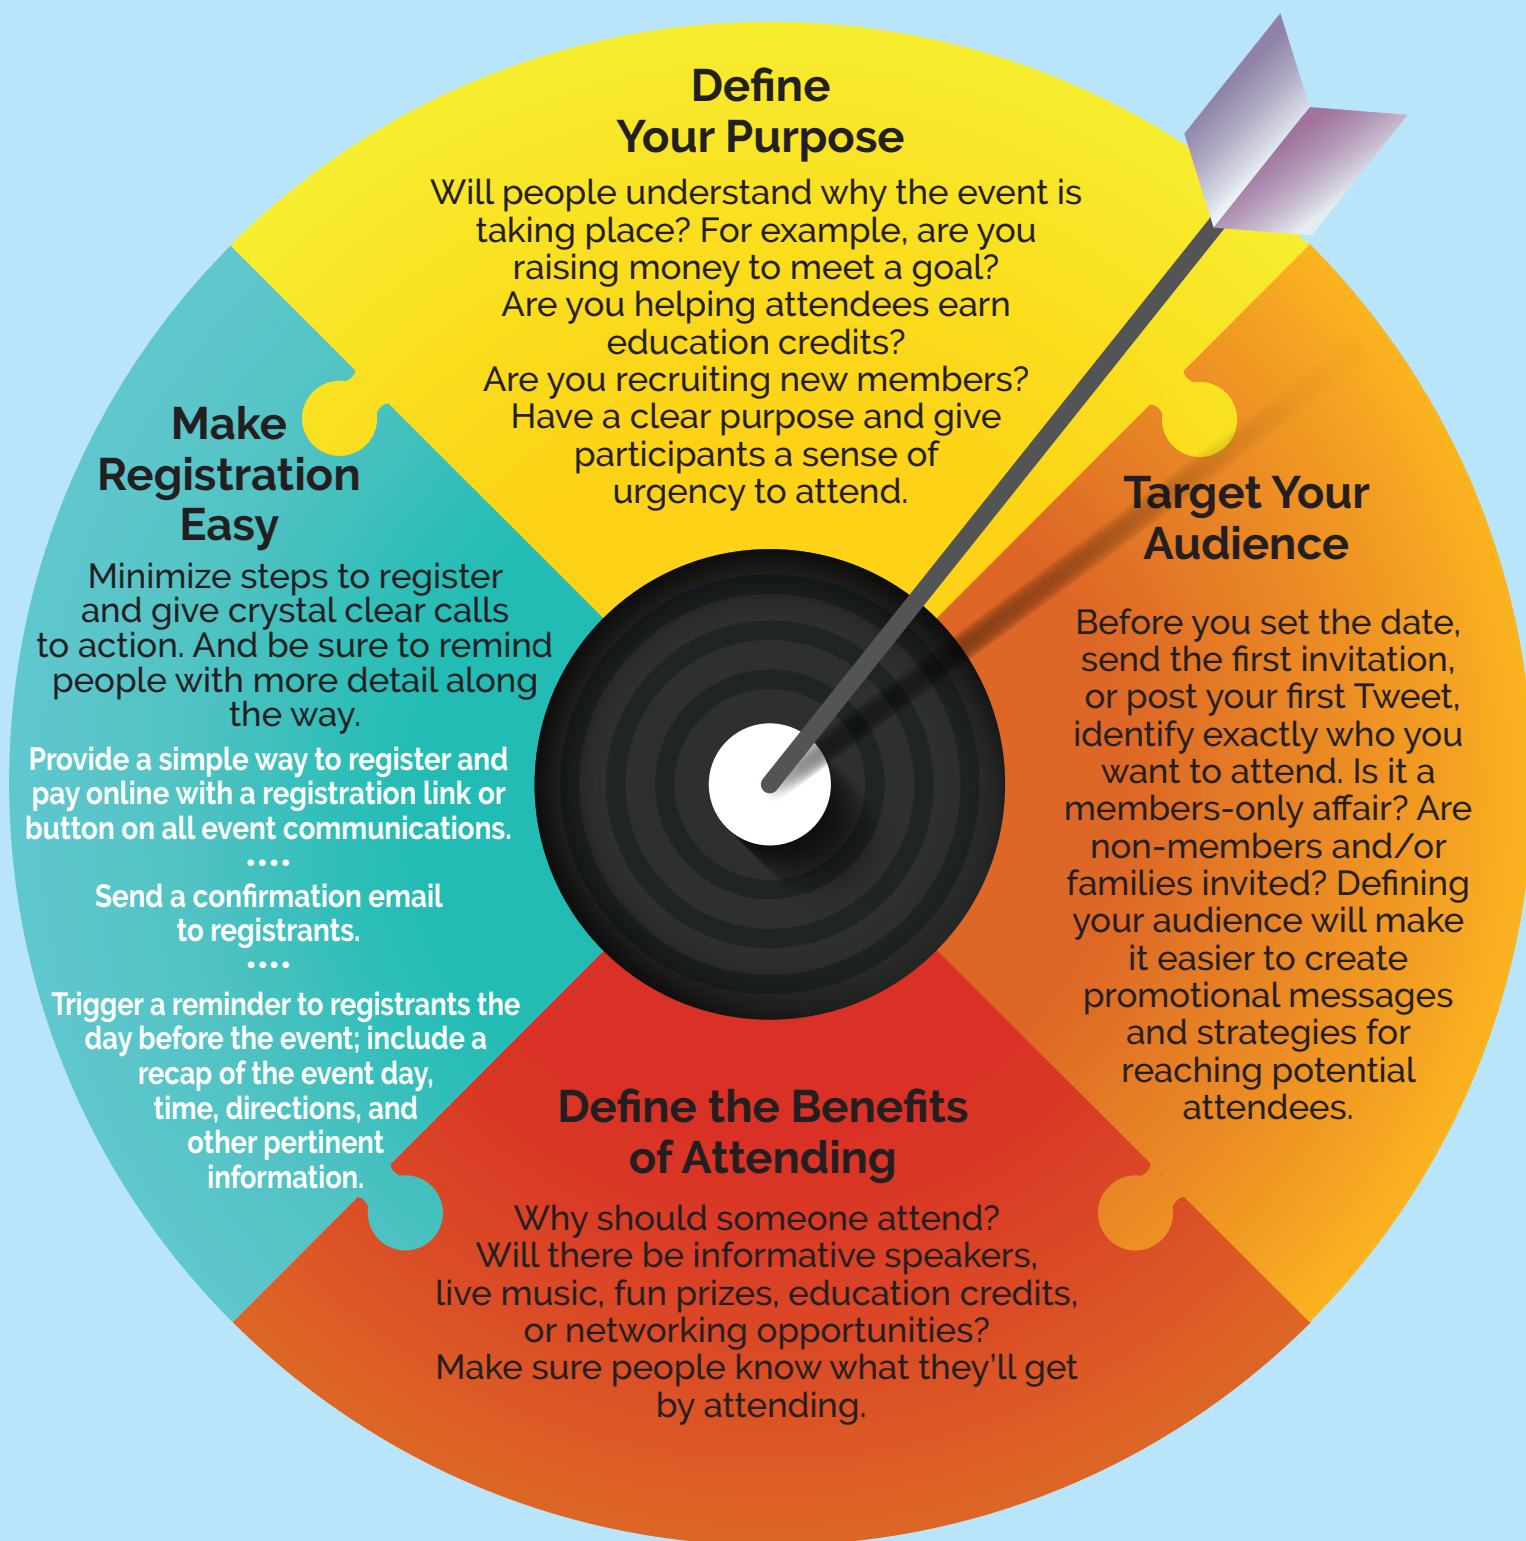 Define
Your Purpose
Will people understand why the event is
taking place? For example, are you
raising money to meet a goal?
Are you helping attendees earn
education credits?
Are you recruiting new members?
Have a clear purpose and give
participants a sense of
urgency to attend.
Target Your
Audience
Before you set the date,
send the first invitation,
or post your first Tweet,
identify exactly who you
want to attend. Is it a
members-only affair? Are
non-members and/or
families invited? Defining
your audience will make
it easier to create
promotional messages
and strategies for
reaching potential
attendees.
Define the Benefits
of Attending
Why should someone attend?
Will there be informative speakers,
live music, fun prizes, education credits,
or networking opportunities?
Make sure people know what they'll get
by attending.
Make
Registration
Easy
Minimize steps to register
and give crystal clear calls
to action. And be sure to remind
people with more detail along
the way.
Provide a simple way to register and
pay online with a registration link or
button on all event communications.
••••
Send a confirmation email
to registrants.
••••
Trigger a reminder to registrants the
day before the event; include a
recap of the event day,
time, directions, and
other pertinent
information.